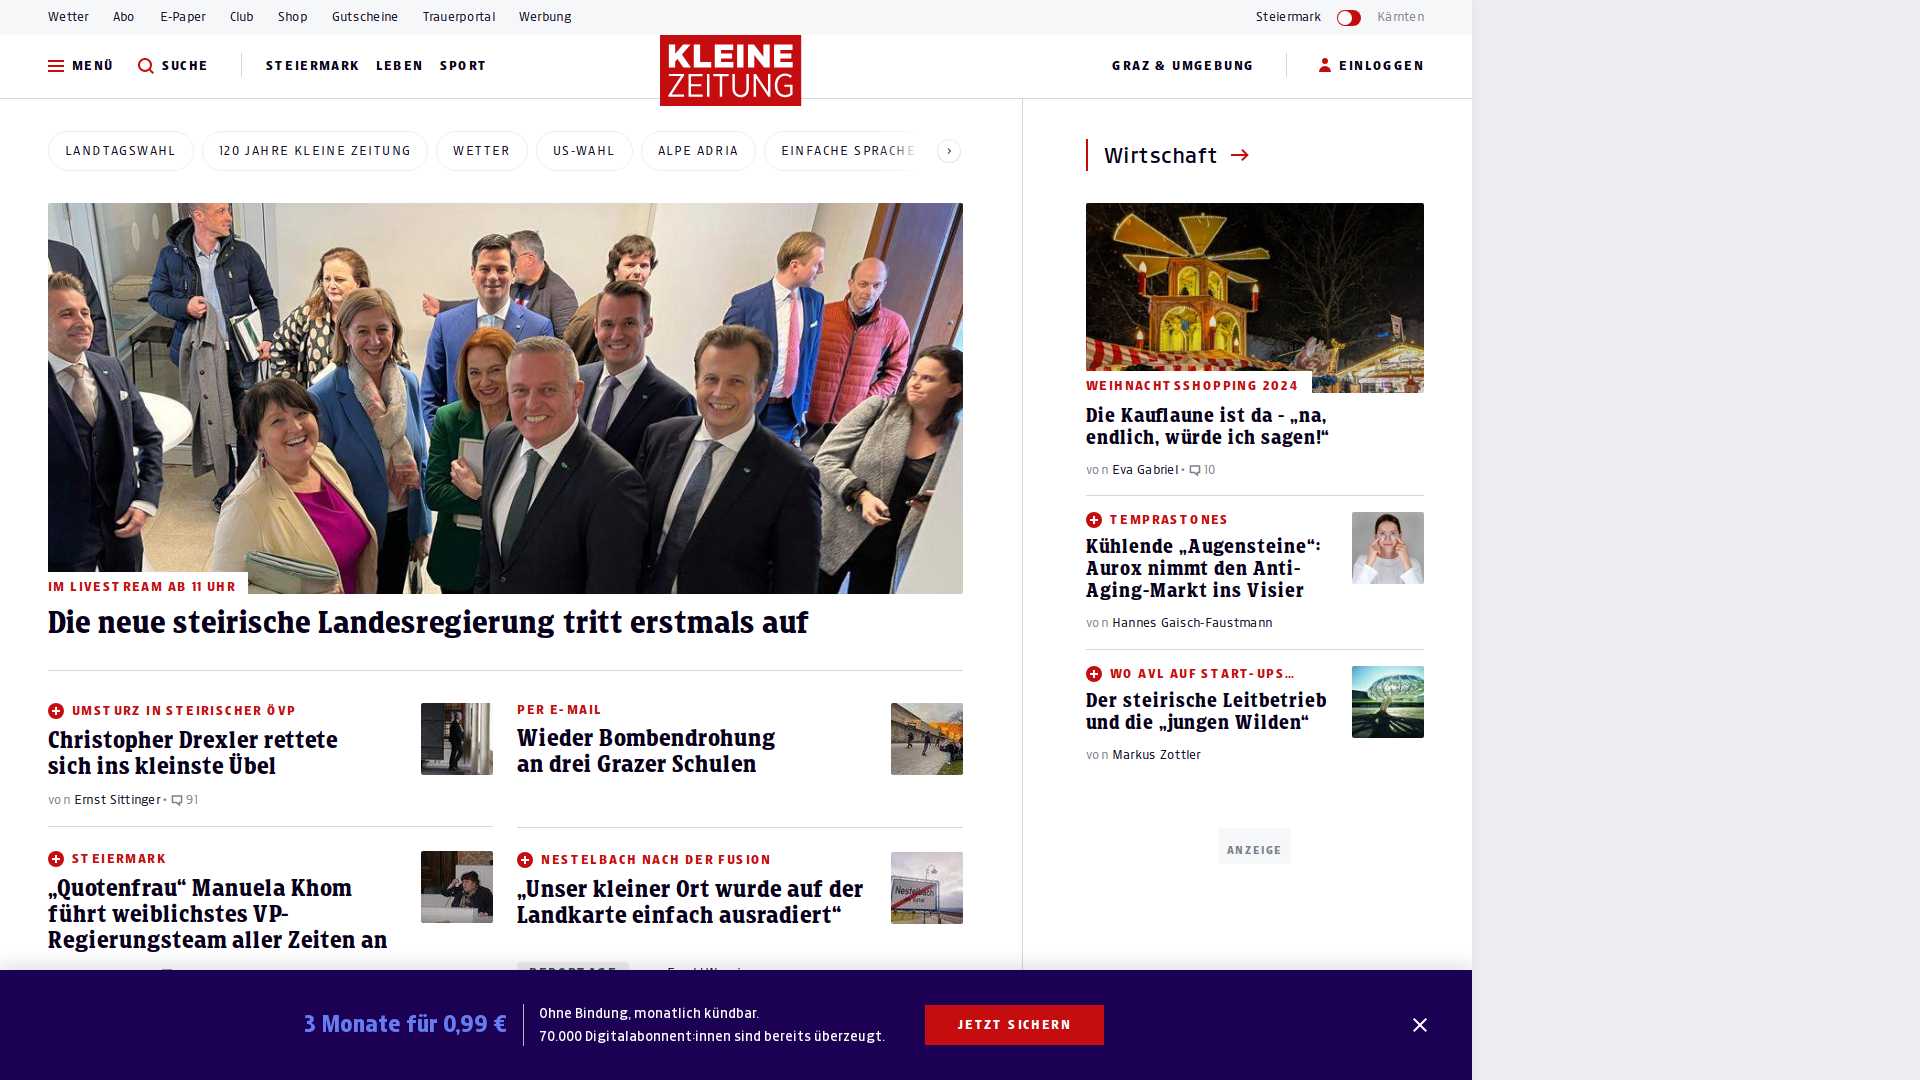 Wetter Abo E-Paper Club Shop Gutscheine Trauerportal Werbung Steiermark Kärnten
MENÜ SUCHE STEIERMARK LEBEN SPORT KLEINE ZEITUNG GRAZ & UMGEBUNG EINLOGGEN
LANDTAGSWAHL 120 JAHRE KLEINE ZEITUNG WETTER US-WAHL ALPE ADRIA EINFACHE SPRACHE
IM LIVESTREAM AB 11 UHR
Die neue steirische Landesregierung tritt erstmals auf
UMSTURZ IN STEIRISCHER ÖVP
Christopher Drexler rettete
sich ins kleinste Übel
von Ernst Sittinger • 91
PER E-MAIL
Wieder Bombendrohung
an drei Grazer Schulen
STEIERMARK
„Quotenfrau“ Manuela Khom
führt weiblichstes VP-
Regierungsteam aller Zeiten an
NESTELBACH NACH DER FUSION
„Unser kleiner Ort wurde auf der
Landkarte einfach ausradiert“
Nestelbach
Wirtschaft
WEIHNACHTSSHOPPING 2024
Die Kauflaune ist da - „na,
endlich, würde ich sagen!“
von Eva Gabriel • 10
TEMPRASTONES
Kühlende „Augensteine“:
Aurox nimmt den Anti-
Aging-Markt ins Visier
von Hannes Gaisch-Faustmann
WO AVL AUF START-UPS…
Der steirische Leitbetrieb
und die „jungen Wilden“
von Markus Zottler
ANZEIGE
3 Monate für 0,99 €
Ohne Bindung, monatlich kündbar.
70.000 Digitalabonnent:innen sind bereits überzeugt.
JETZT SICHERN